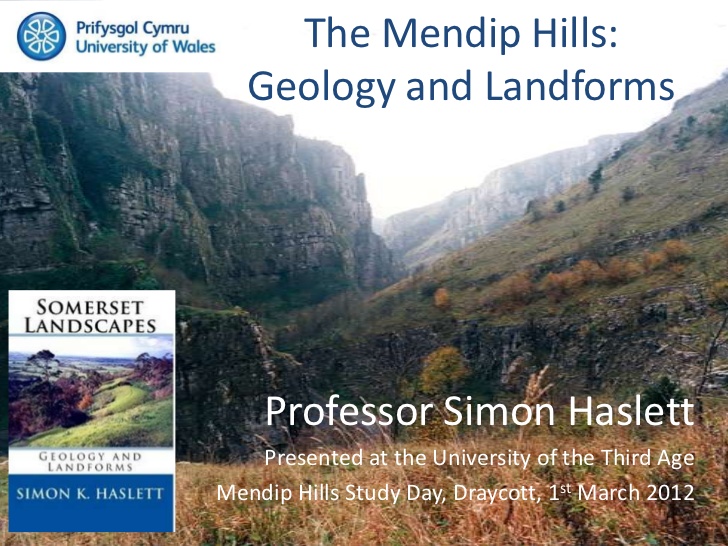 Prifysgol Cymru
University of Wales
The Mendip Hills:
Geology and Landforms
SOMERSET
LANDSCAPES
GEOLOGY AND
LANDFORMS
SIMON K. HASLETT
Professor Simon Haslett
Presented at the University of the Third Age
Mendip Hills Study Day, Draycott, 1st March 2012